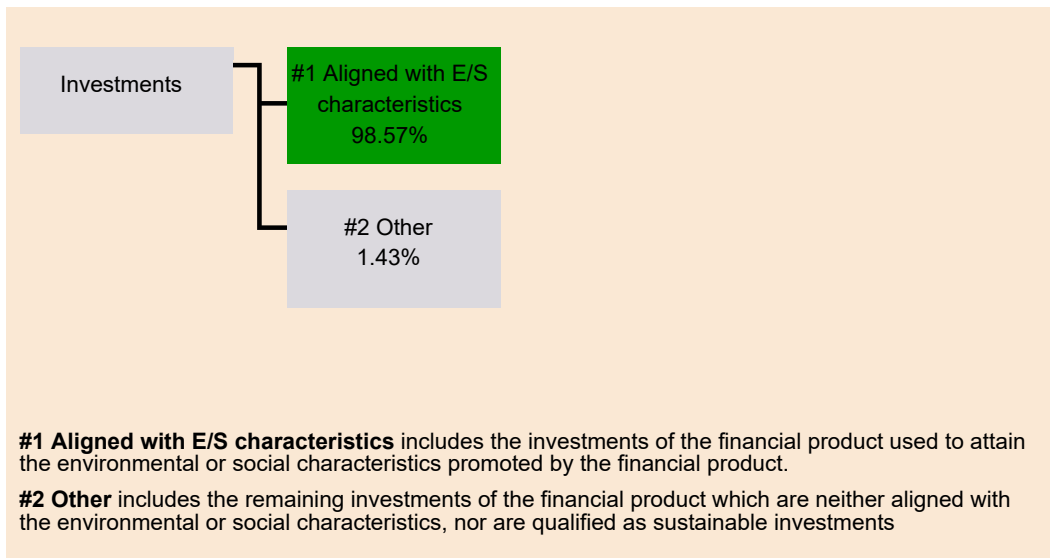 Investments
#1 Aligned with E/S
characteristics
98.57%
#2 Other
1.43%
#1 Aligned with E/S characteristics includes the investments of the financial product used to attain
the environmental or social characteristics promoted by the financial product.
#2 Other includes the remaining investments of the financial product which are neither aligned with
the environmental or social characteristics, nor are qualified as sustainable investments